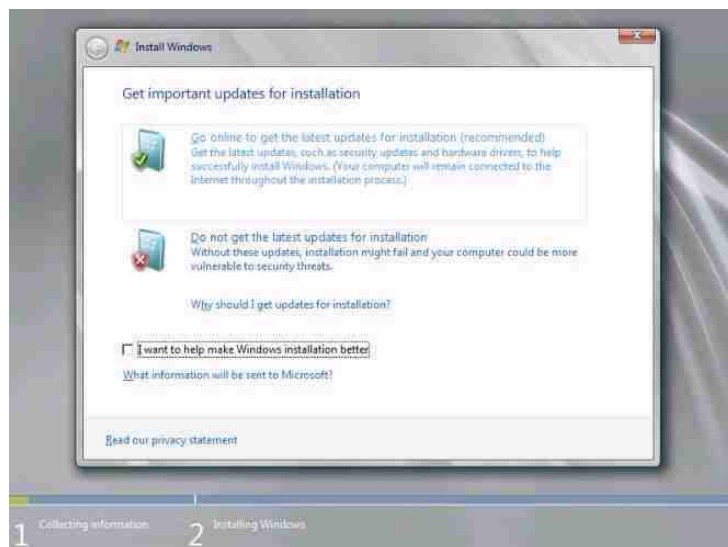 Install Windows
Get important updates for installation
Go online to get the latest updates for installation (recommended)
Get the latest updates, such as security updates and hardware drivers, to help
successfully install Windows. (Your computer will remain connected to the
Internet throughout the installation process.)
Do not get the latest updates for installation
Without these updates, installation might fail and your computer could be more
vulnerable to security threats.
Why should I get updates for installation?
I want to help make Windows installation better
What information will be sent to Microsoft?
Read our privacy statement
1 Collecting information 2 Installing Windows